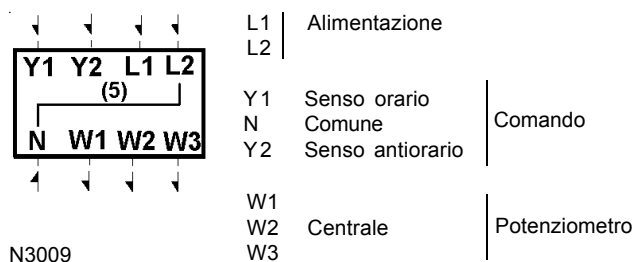 Y1 Y2 L1 L2
(5)
N W1 W2 W3
N3009
L1 Alimentazione
L2
Y1 Senso orario
N Comune
Y2 Senso antiorario
Comando
W1
W2 Centrale
W3
Potenziometro